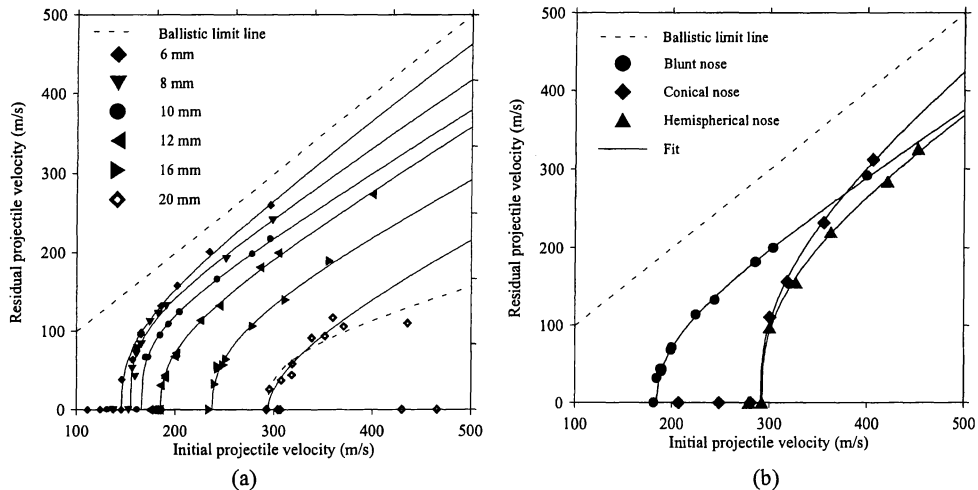 500
400
300
200
100
0
Residual projectile velocity (m/s)
Ballistic limit line
6 mm
8 mm
10 mm
12 mm
16 mm
20 mm
100 200 300 400 500
Initial projectile velocity (m/s)
(a)
500
400
300
200
100
0
Residual projectile velocity (m/s)
Ballistic limit line
Blunt nose
Conical nose
Hemispherical nose
Fit
100 200 300 400 500
Initial projectile velocity (m/s)
(b)